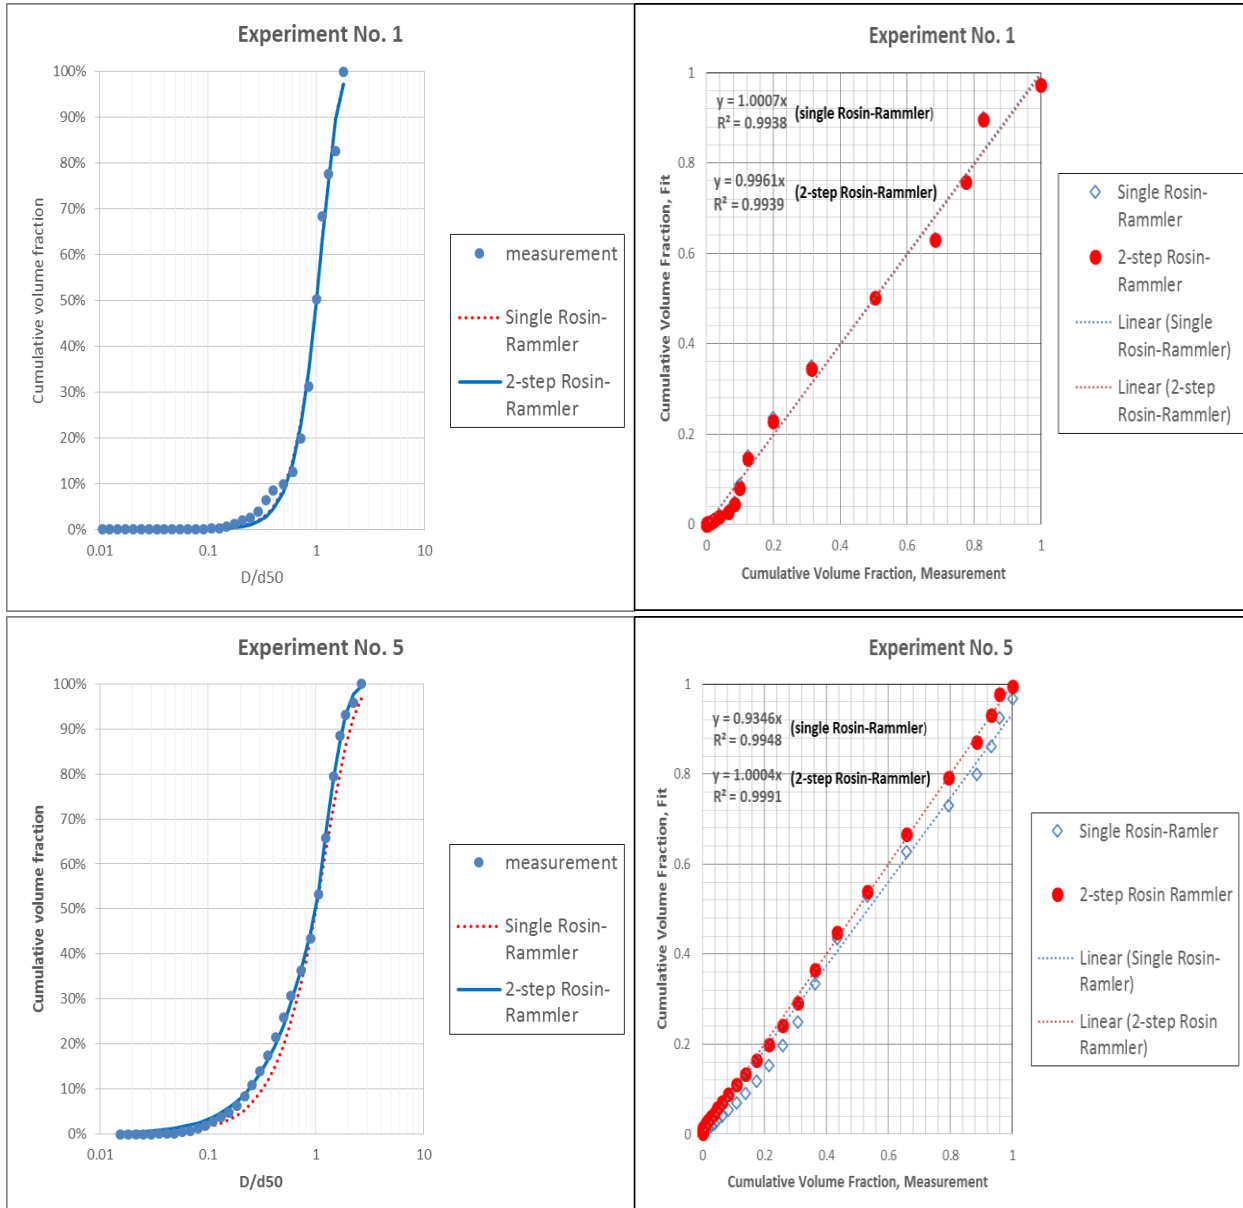 Experiment No. 1
100%
90%
80%
70%
60%
50%
40%
30%
20%
10%
0%
0.01
0.1
1
10
Cumulative volume fraction
D/d50
measurement
Single Rosin-
Rammler
2-step Rosin-
Rammler
Experiment No. 1
y = 1.0007x
R² = 0.9938
(single Rosin-Rammler)
y = 0.9961x
R² = 0.9939
(2-step Rosin-Rammler)
1
0.8
0.6
0.4
0.2
0
0
0.2
0.4
0.6
0.8
1
Cumulative Volume Fraction, Fit
Cumulative Volume Fraction, Measurement
Single Rosin-
Rammler
2-step Rosin-
Rammler
Linear (Single
Rosin-Rammler)
Linear (2-step
Rosin-Rammler)
Experiment No. 5
100%
90%
80%
70%
60%
50%
40%
30%
20%
10%
0%
0.01
0.1
1
10
Cumulative volume fraction
D/d50
measurement
Single Rosin-
Rammler
2-step Rosin-
Rammler
Experiment No. 5
y = 0.9346x
R² = 0.9948
(single Rosin-Rammler)
y = 1.0004x
R² = 0.9991
(2-step Rosin-Rammler)
1
0.8
0.6
0.4
0.2
0
0
0.2
0.4
0.6
0.8
1
Cumulative Volume Fraction, Fit
Cumulative Volume Fraction, Measurement
Single Rosin-Ramler
2-step Rosin Rammler
Linear (Single Rosin-
Ramler)
Linear (2-step Rosin
Rammler)